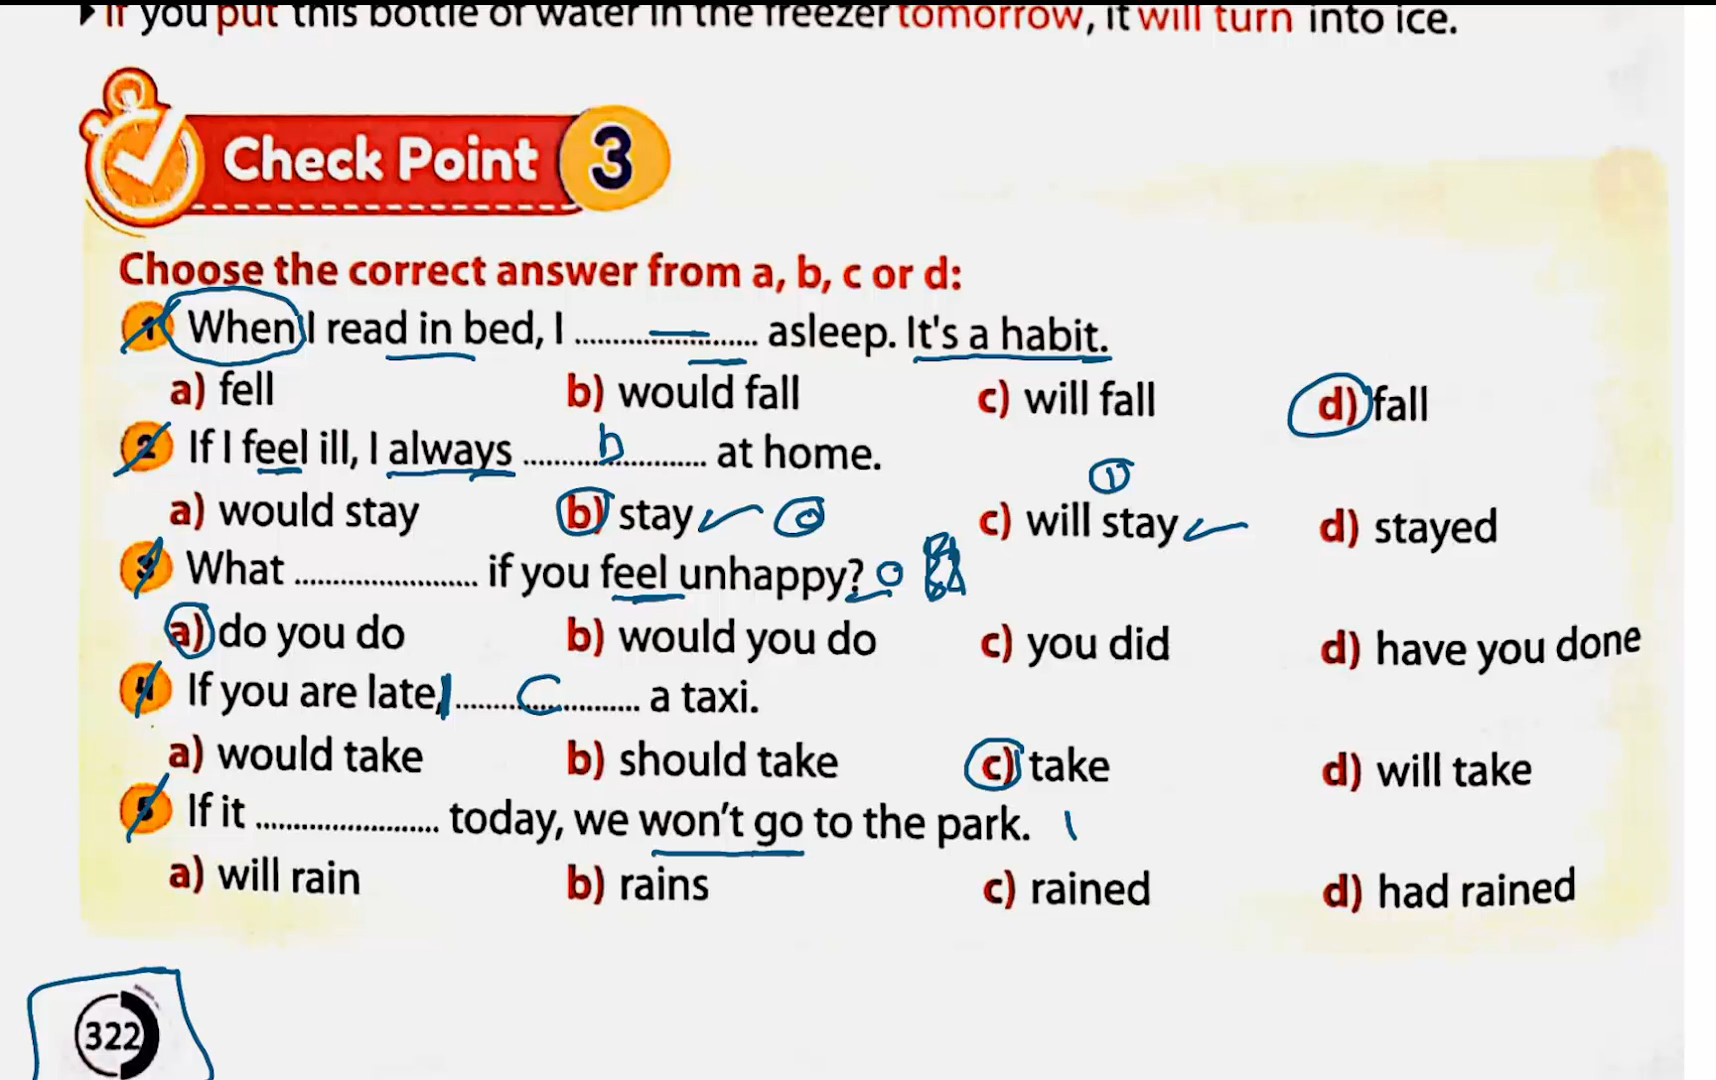 If you put this bottle of water in the freezer tomorrow, it will turn into ice.
Check Point 3
Choose the correct answer from a, b, c or d:
1 When I read in bed, I ........................ asleep. It's a habit.
a) fell b) would fall c) will fall d) fall
2 If I feel ill, I always ............b............ at home.
1
a) would stay b) stay 0 c) will stay d) stayed
3 What ........................ if you feel unhappy? 0
a) do you do b) would you do c) you did d) have you done
4 If you are late, ............C............ a taxi.
a) would take b) should take c) take d) will take
5 If it ........................ today, we won't go to the park. 1
a) will rain b) rains c) rained d) had rained
322